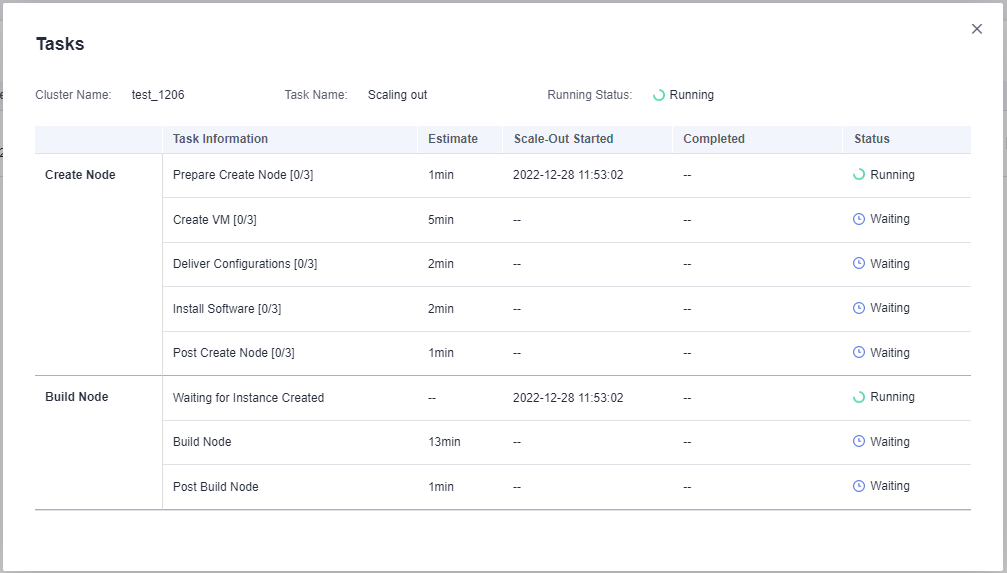 Tasks
Cluster Name: test_1206 Task Name: Scaling out Running Status: Running
Task Information Estimate Scale-Out Started Completed Status
Create Node Prepare Create Node [0/3] 1min 2022-12-28 11:53:02 -- Running
Create VM [0/3] 5min -- -- Waiting
Deliver Configurations [0/3] 2min -- -- Waiting
Install Software [0/3] 2min -- -- Waiting
Post Create Node [0/3] 1min -- -- Waiting
Build Node Waiting for Instance Created -- 2022-12-28 11:53:02 -- Running
Build Node 13min -- -- Waiting
Post Build Node 1min -- -- Waiting